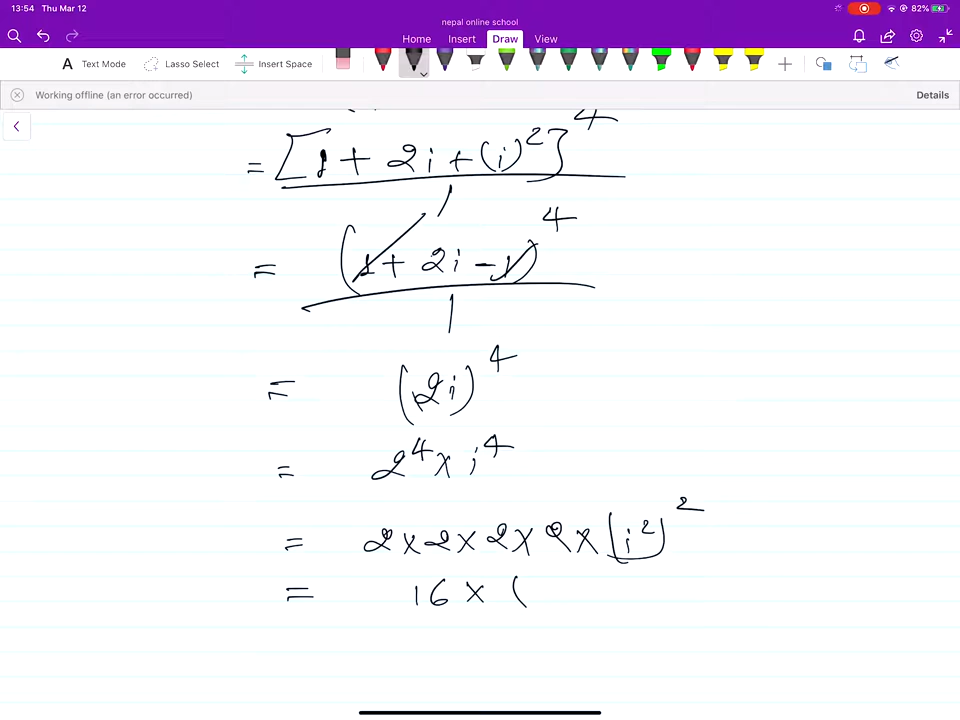 13:54 Thu Mar 12 82%
nepal online school
Home Insert Draw View
A Text Mode Lasso Select Insert Space
Working offline (an error occurred) Details
= [1 + 2i + (i)²]⁴
1
= (1 + 2i - 1)⁴
1
= (2i)⁴
= 2⁴ x i⁴
= 2 x 2 x 2 x 2 x (i²)²
= 16 x (